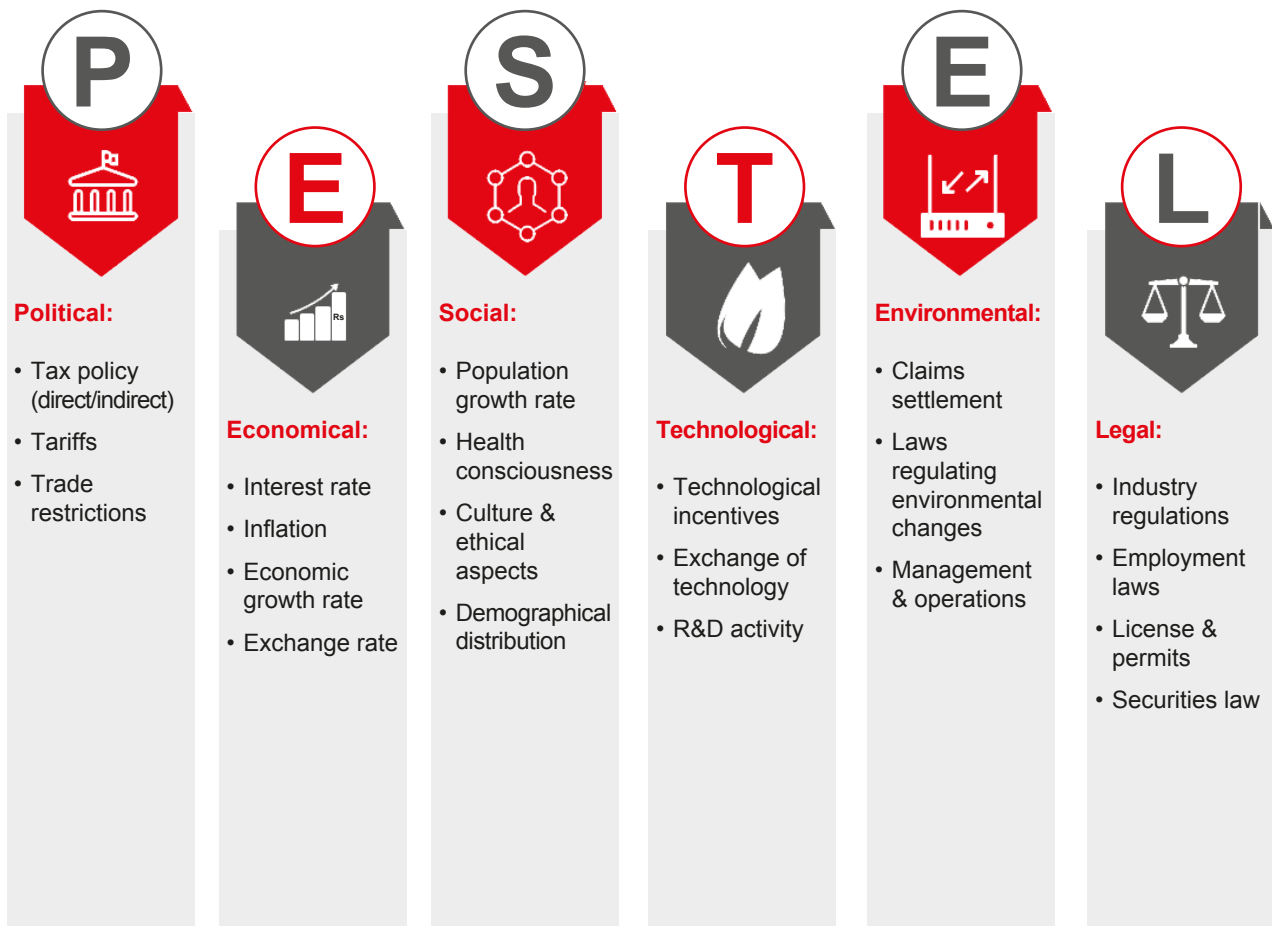 P
Political:
• Tax policy
(direct/indirect)
• Tariffs
• Trade
restrictions
E
Rs
Economical:
• Interest rate
• Inflation
• Economic
growth rate
• Exchange rate
S
Social:
• Population
growth rate
• Health
consciousness
• Culture &
ethical
aspects
• Demographical
distribution
T
Technological:
• Technological
incentives
• Exchange of
technology
• R&D activity
E
Environmental:
• Claims
settlement
• Laws
regulating
environmental
changes
• Management
& operations
L
Legal:
• Industry
regulations
• Employment
laws
• License &
permits
• Securities law